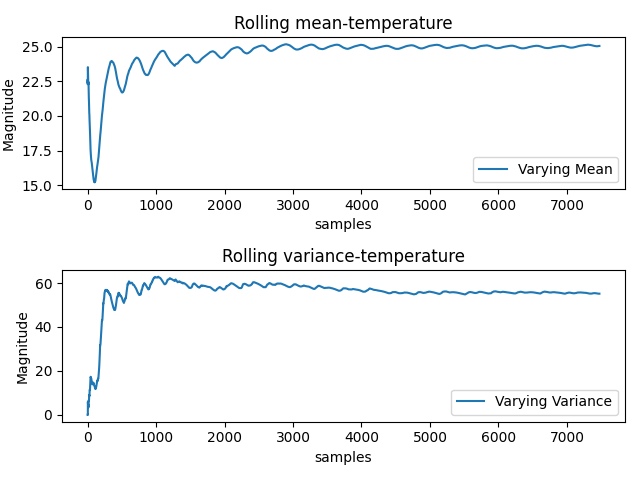 Rolling mean-temperature
25.0
22.5
20.0
17.5
15.0
Magnitude
Varying Mean
0 1000 2000 3000 4000 5000 6000 7000
samples
Rolling variance-temperature
60
40
20
0
Magnitude
Varying Variance
0 1000 2000 3000 4000 5000 6000 7000
samples